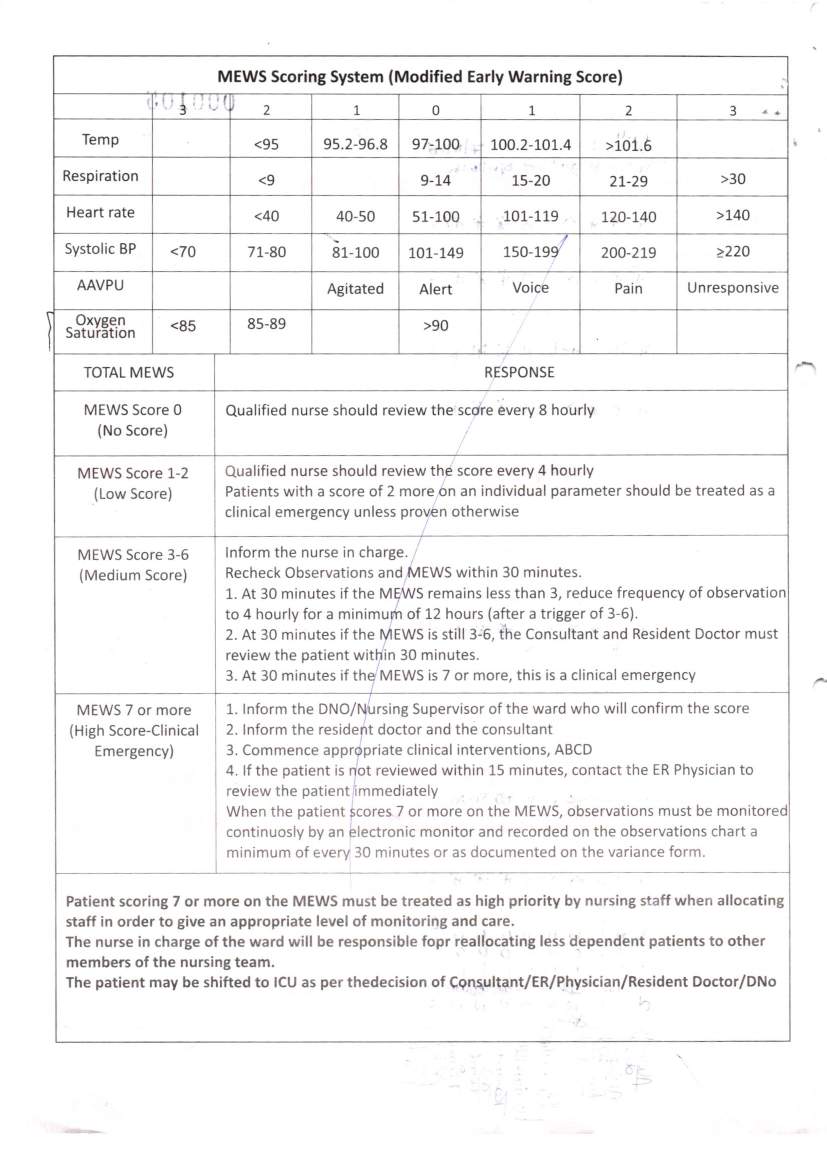 MEWS Scoring System (Modified Early Warning Score)
3 2 1 0 1 2 3
Temp <95 95.2-96.8 97-100 100.2-101.4 >101.6
Respiration <9 9-14 15-20 21-29 >30
Heart rate <40 40-50 51-100 101-119 120-140 >140
Systolic BP <70 71-80 81-100 101-149 150-199 200-219 ≥220
AAVPU Agitated Alert Voice Pain Unresponsive
Oxygen
Saturation <85 85-89 >90
TOTAL MEWS RESPONSE
MEWS Score 0 Qualified nurse should review the score every 8 hourly
(No Score)
MEWS Score 1-2 Qualified nurse should review the score every 4 hourly
(Low Score) Patients with a score of 2 more on an individual parameter should be treated as a
clinical emergency unless proven otherwise
MEWS Score 3-6 Inform the nurse in charge.
(Medium Score) Recheck Observations and MEWS within 30 minutes.
1. At 30 minutes if the MEWS remains less than 3, reduce frequency of observation
to 4 hourly for a minimum of 12 hours (after a trigger of 3-6).
2. At 30 minutes if the MEWS is still 3-6, the Consultant and Resident Doctor must
review the patient within 30 minutes.
3. At 30 minutes if the MEWS is 7 or more, this is a clinical emergency
MEWS 7 or more 1. Inform the DNO/Nursing Supervisor of the ward who will confirm the score
(High Score-Clinical 2. Inform the resident doctor and the consultant
Emergency) 3. Commence appropriate clinical interventions, ABCD
4. If the patient is not reviewed within 15 minutes, contact the ER Physician to
review the patient immediately
When the patient scores 7 or more on the MEWS, observations must be monitored
continuosly by an electronic monitor and recorded on the observations chart a
minimum of every 30 minutes or as documented on the variance form.
Patient scoring 7 or more on the MEWS must be treated as high priority by nursing staff when allocating
staff in order to give an appropriate level of monitoring and care.
The nurse in charge of the ward will be responsible fopr reallocating less dependent patients to other
members of the nursing team.
The patient may be shifted to ICU as per thedecision of Consultant/ER/Physician/Resident Doctor/DNo